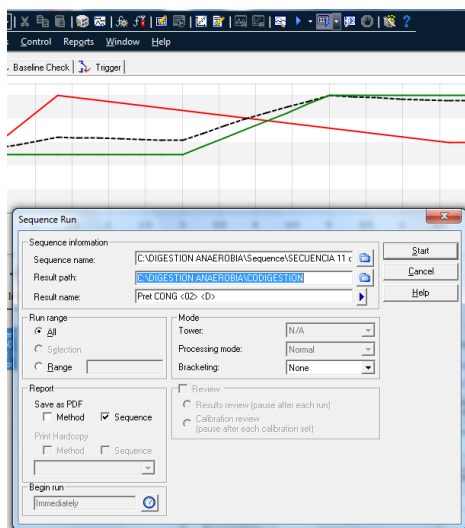 Control Reports Window Help
Baseline Check Trigger
Sequence Run
Sequence information
Sequence name: C:\DIGESTION ANAEROBIA\Sequence\SECUENCIA 11 c
Result path: C:\DIGESTION ANAEROBIA\CODIGESTION
Result name: Pret CONG <02> <D>
Start
Cancel
Help
Run range
All
Selection
Range
Mode
Tower: N/A
Processing mode: Normal
Bracketing: None
Report
Save as PDF
Method Sequence
Print Hardcopy
Method Sequence
Review
Results review (pause after each run)
Calibration review
(pause after each calibration set)
Begin run
Immediately